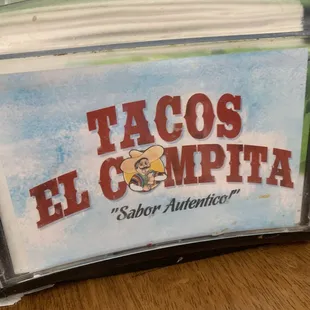 TACOS
EL COMPITA
"Sabor Autentico!"